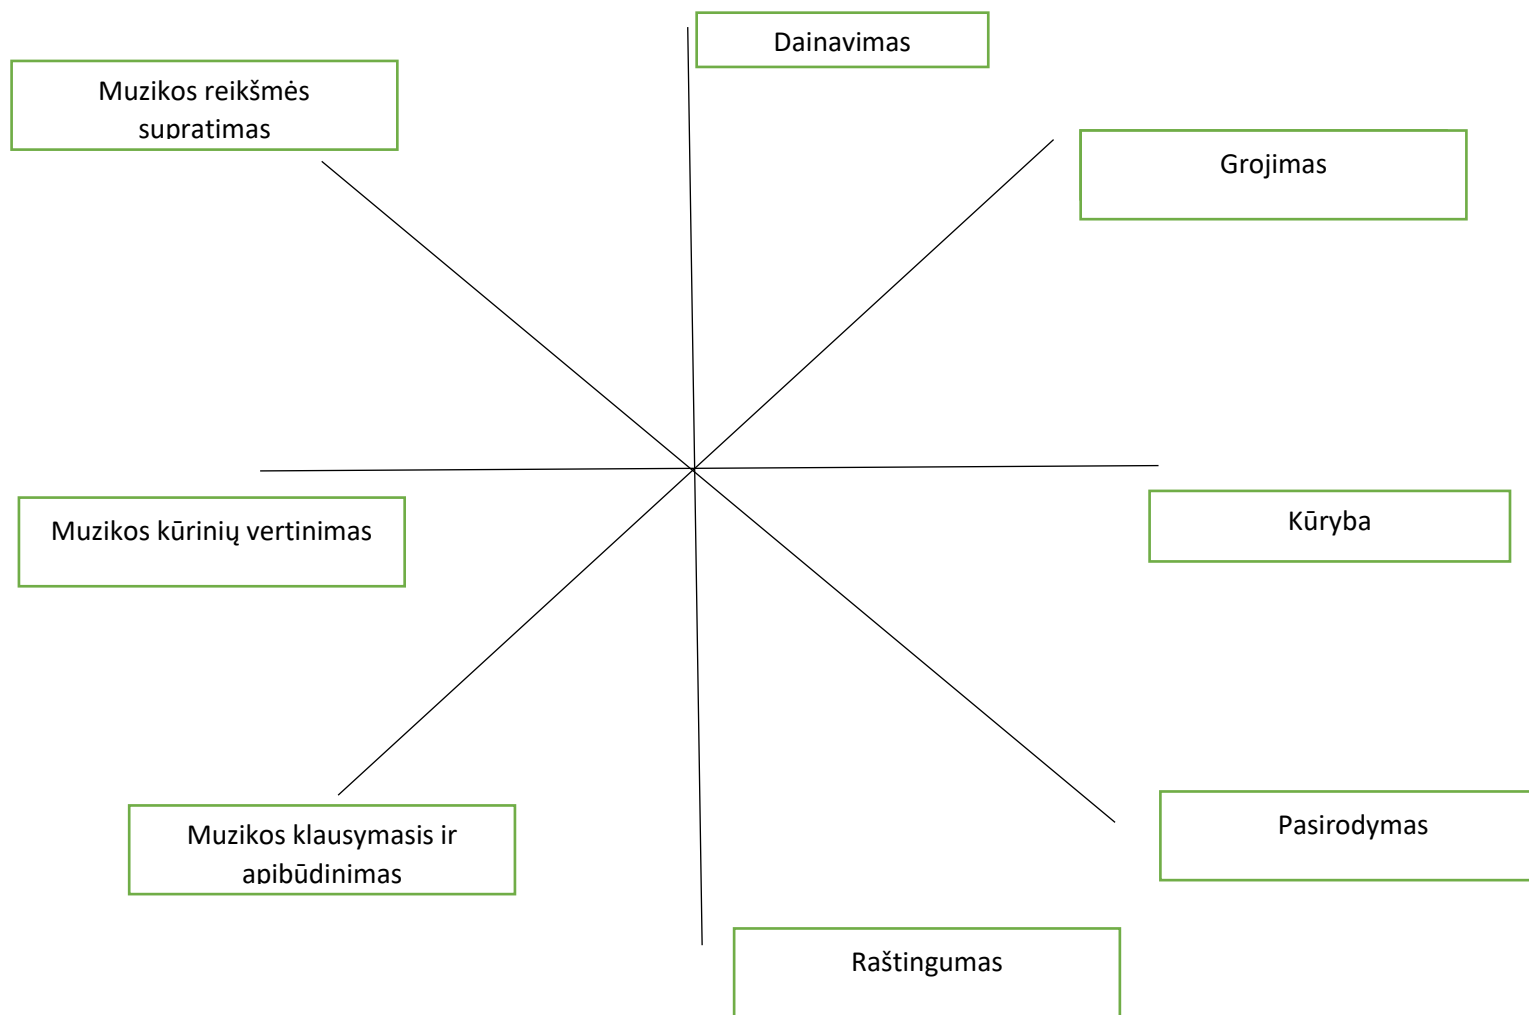 Dainavimas
Muzikos reikšmės
supratimas
Grojimas
Muzikos kūrinių vertinimas
Kūryba
Muzikos klausymasis ir
apibūdinimas
Pasirodymas
Raštingumas